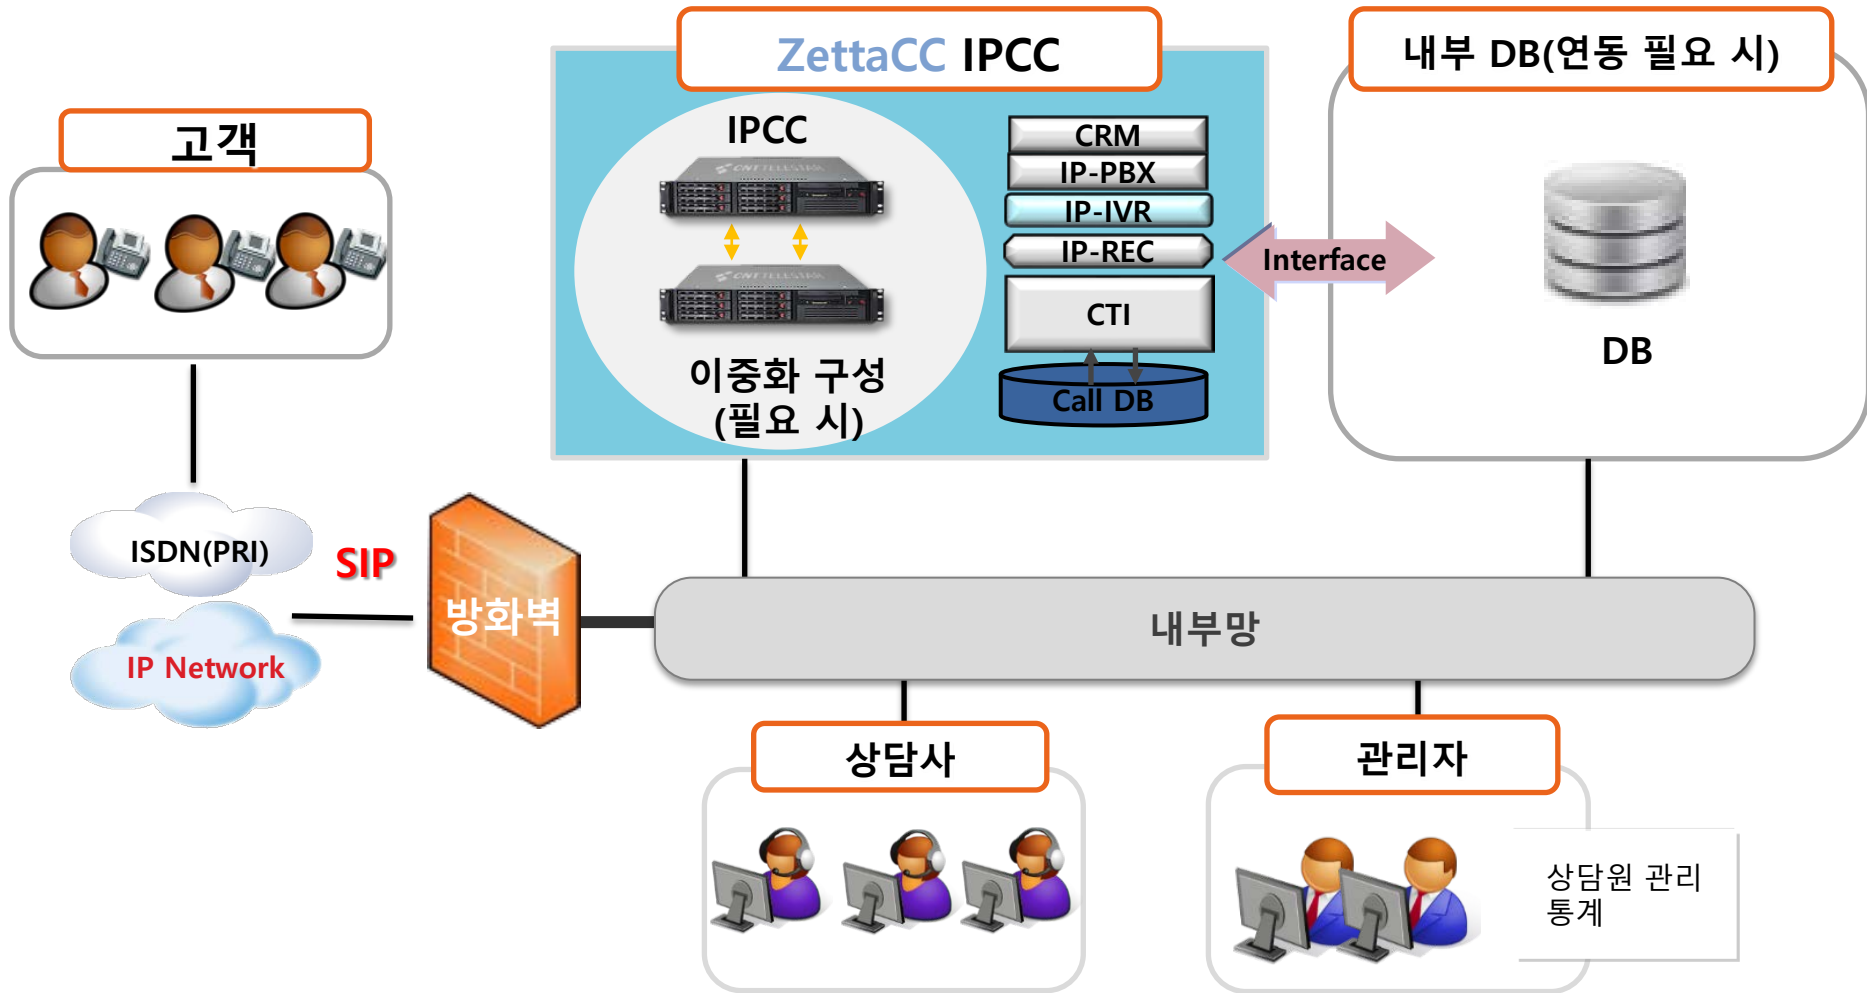 ZettaCC IPCC
내부 DB(연동 필요 시)
고객
IPCC
CNTTELESTAR
CNTTELESTAR
이중화 구성
(필요 시)
CRM
IP-PBX
IP-IVR
IP-REC
CTI
Call DB
Interface
DB
ISDN(PRI)
SIP
IP Network
방화벽
내부망
상담사
관리자
상담원 관리
통계